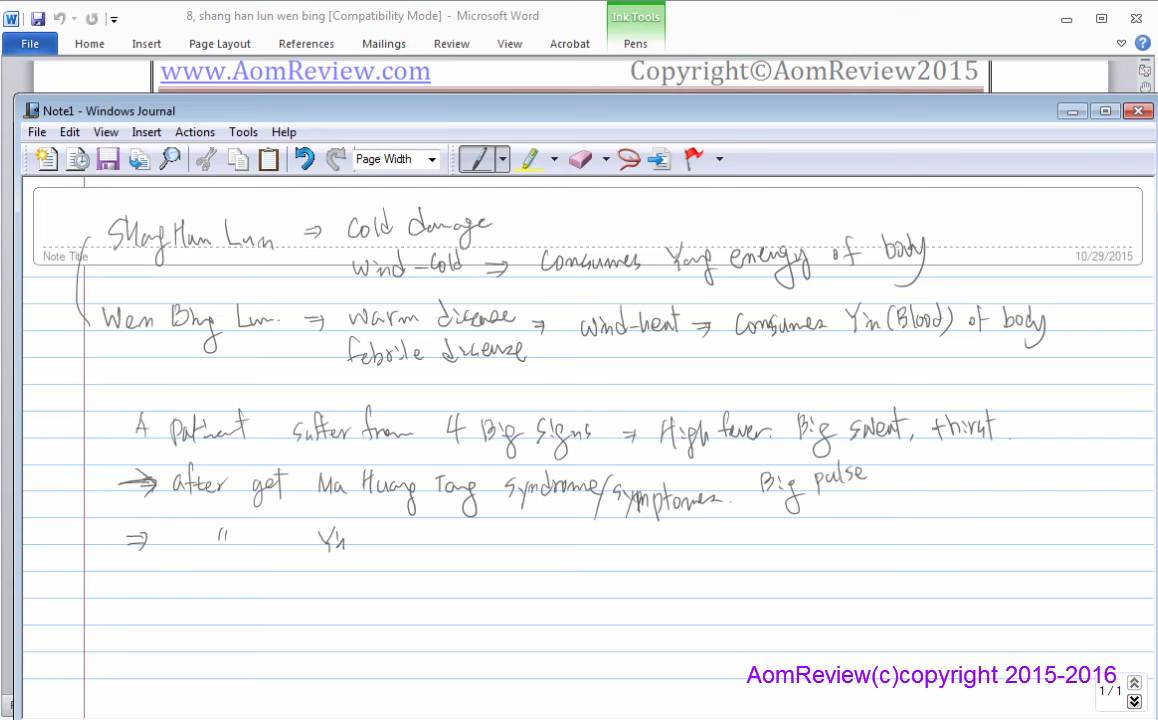 8, shang han lun wen bing [Compatibility Mode] - Microsoft Word
Ink Tools
File Home Insert Page Layout References Mailings Review View Acrobat Pens
www.AomReview.com Copyright©AomReview2015
Note1 - Windows Journal
File Edit View Insert Actions Tools Help
Page Width
Shang Han Lun ⇒ Cold damage
Wind-Cold ⇒ Consumes Yang energy of body
Note Title
10/29/2015
Wen Bing Lun. ⇒ Warm disease ⇒ Wind-heat ⇒ Consumes Yin (Blood) of body
febrile disease
A patient suffer from 4 Big Signs ⇒ High fever. Big sweat, thirst.
Big pulse
⇒ after get Ma Huang Tang syndrome/symptomes.
⇒ " Yin
AomReview(c)copyright 2015-2016
1 / 1